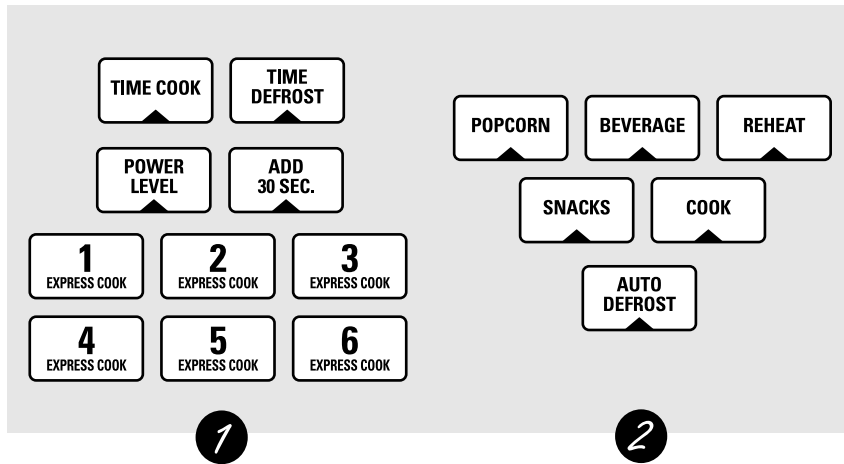 TIME COOK
TIME
DEFROST
POWER
LEVEL
ADD
30 SEC.
1
EXPRESS COOK
2
EXPRESS COOK
3
EXPRESS COOK
4
EXPRESS COOK
5
EXPRESS COOK
6
EXPRESS COOK
1
POPCORN
BEVERAGE
REHEAT
SNACKS
COOK
AUTO
DEFROST
2